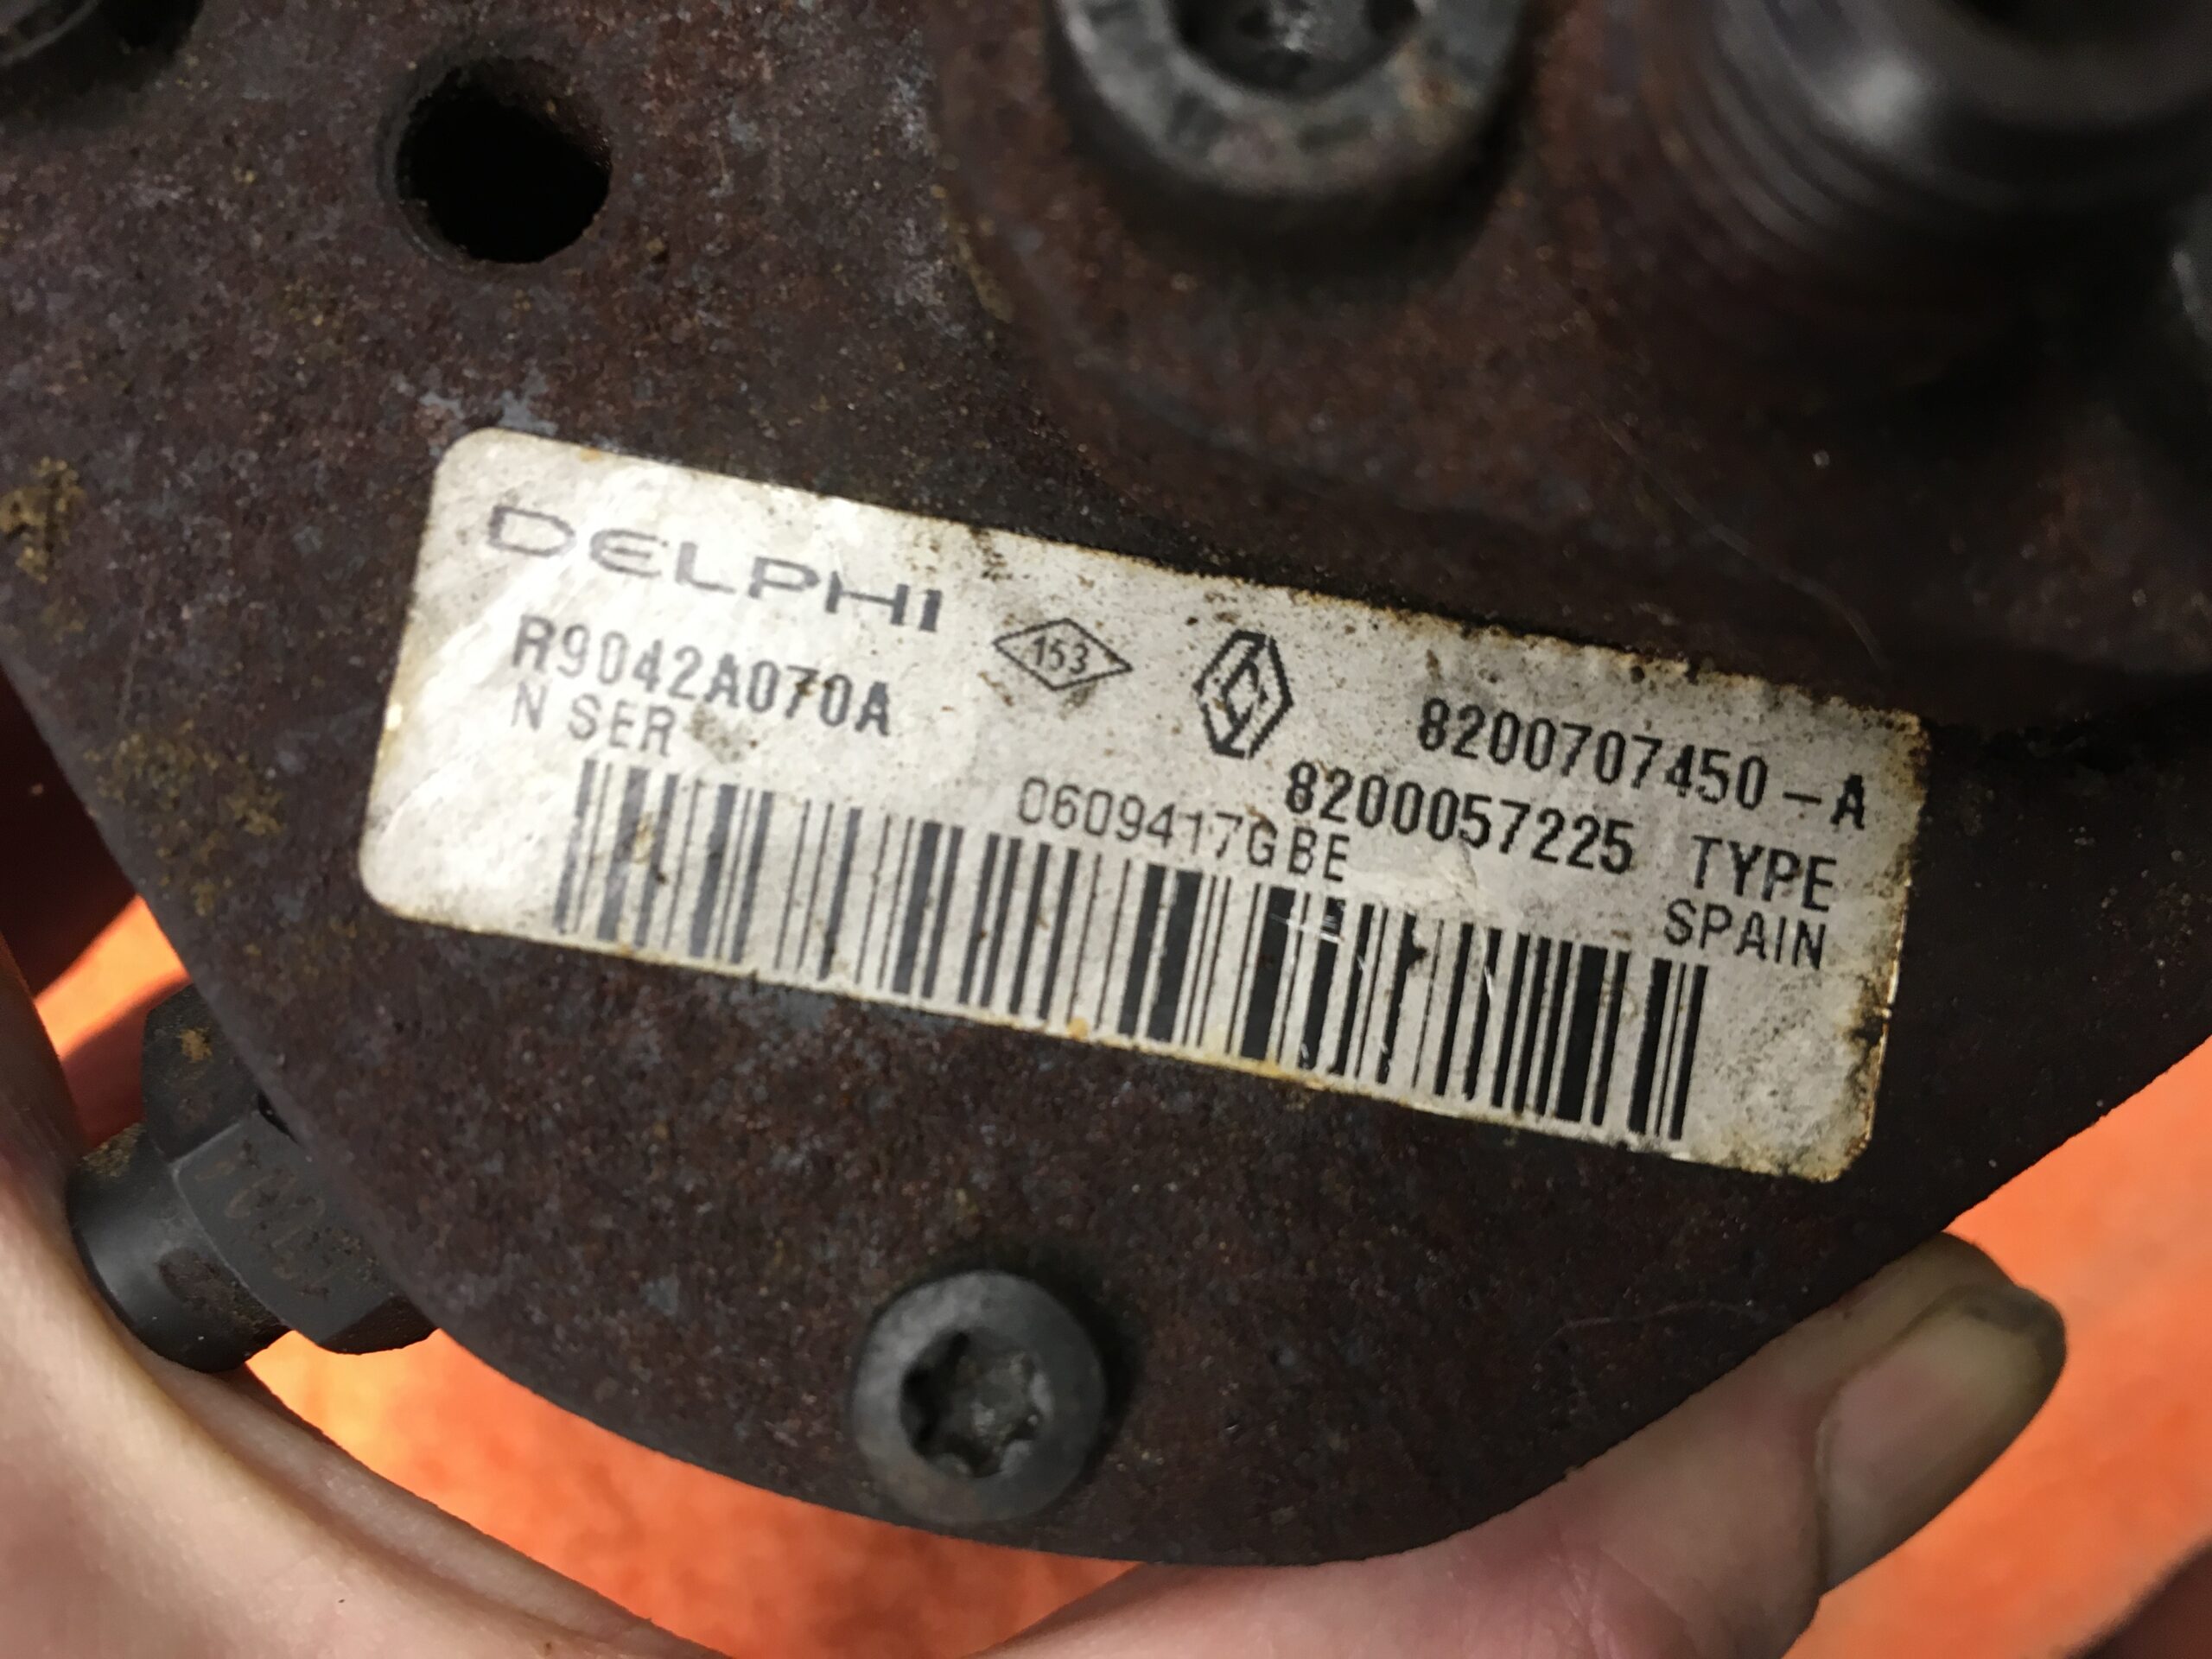 DELPHI
153
R9042A070A
8200707450-A
N SER
8200057225 TYPE
0609417GBE
SPAIN